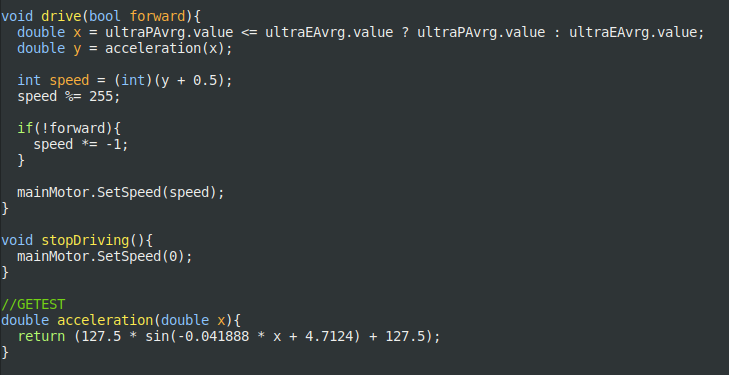 void drive(bool forward){
  double x = ultraPAvrg.value <= ultraEAvrg.value ? ultraPAvrg.value : ultraEAvrg.value;
  double y = acceleration(x);

  int speed = (int)(y + 0.5);
  speed %= 255;

  if(!forward){
    speed *= -1;
  }

  mainMotor.SetSpeed(speed);
}

void stopDriving(){
  mainMotor.SetSpeed(0);
}

//GETEST
double acceleration(double x){
  return (127.5 * sin(-0.041888 * x + 4.7124) + 127.5);
}